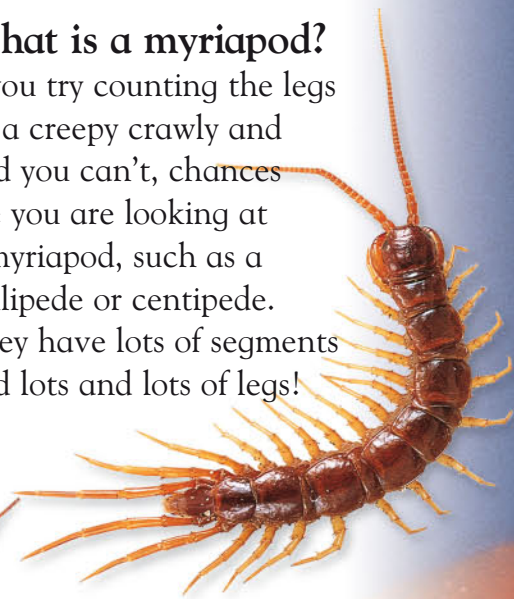 hat is a myriapod?
you try counting the legs
a creepy crawly and
d you can't, chances
e you are looking at
myriapod, such as a
lipede or centipede.
ey have lots of segments
d lots and lots of legs!